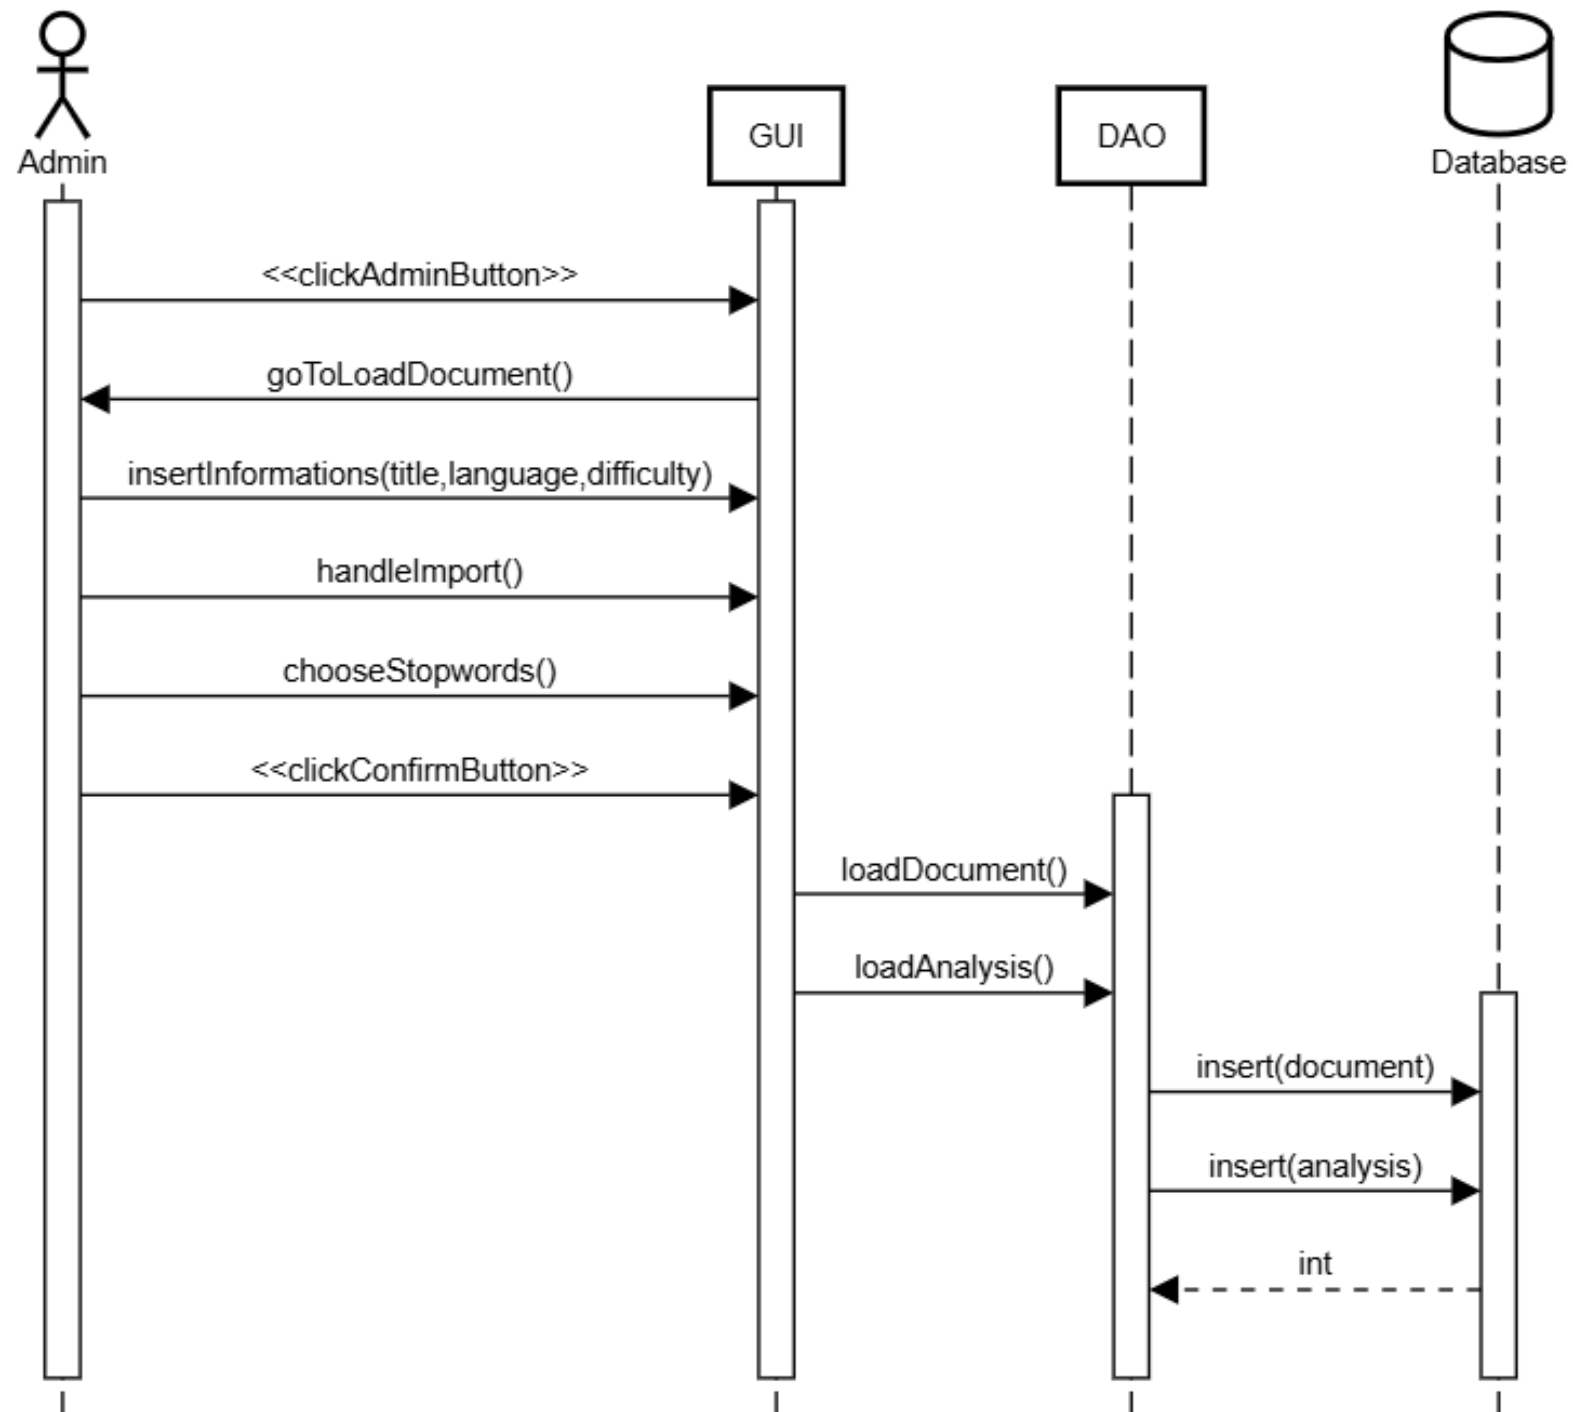 GUI
DAO
Admin
Database
<<clickAdminButton>>
goToLoadDocument()
insertInformations(title,language,difficulty)
handleImport()
chooseStopwords()
<<clickConfirmButton>>
loadDocument()
loadAnalysis()
insert(document)
insert(analysis)
int